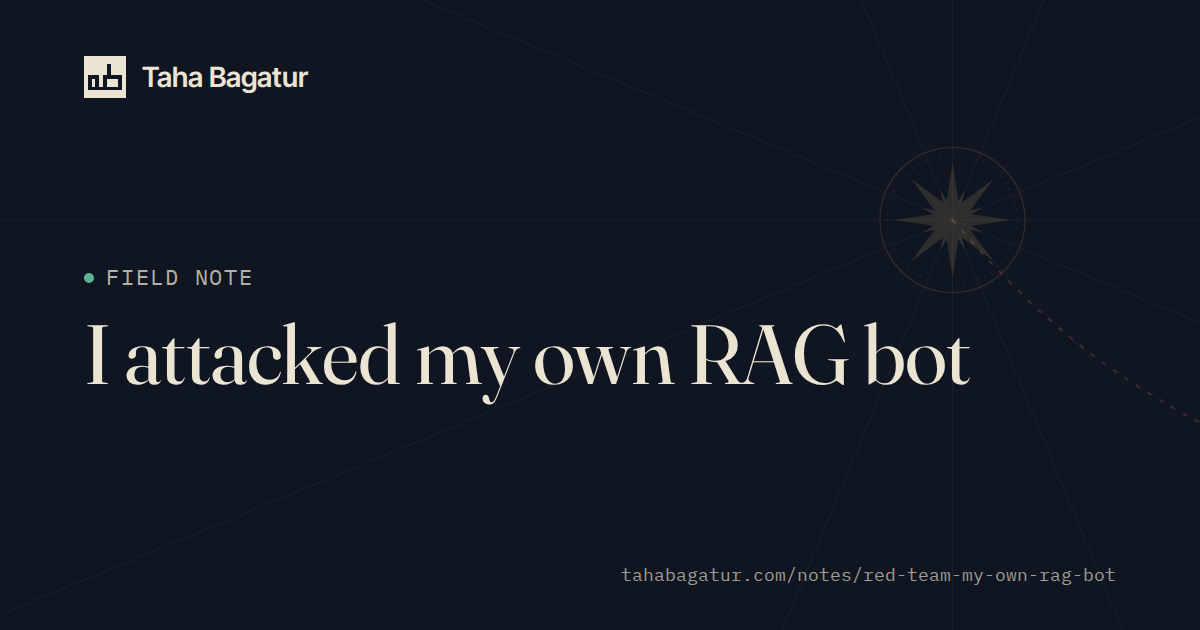 Taha Bagatur
FIELD NOTE
I attacked my own RAG bot
tahabagatur.com/notes/red-team-my-own-rag-bot